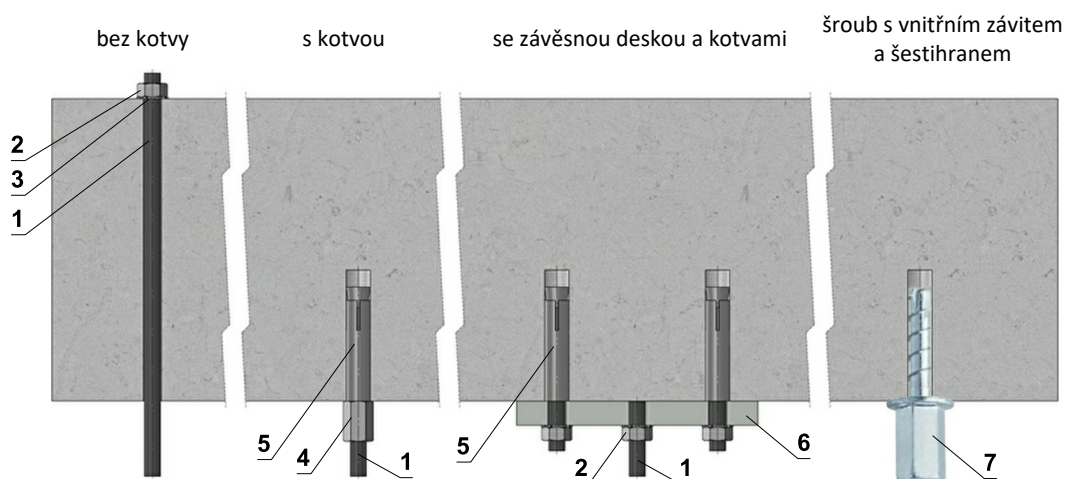 bez kotvy
s kotvou
se závěsnou deskou a kotvami
šroub s vnitřním závitem
a šestihranem
2
3
1
5
4
1
5
2
1
6
7